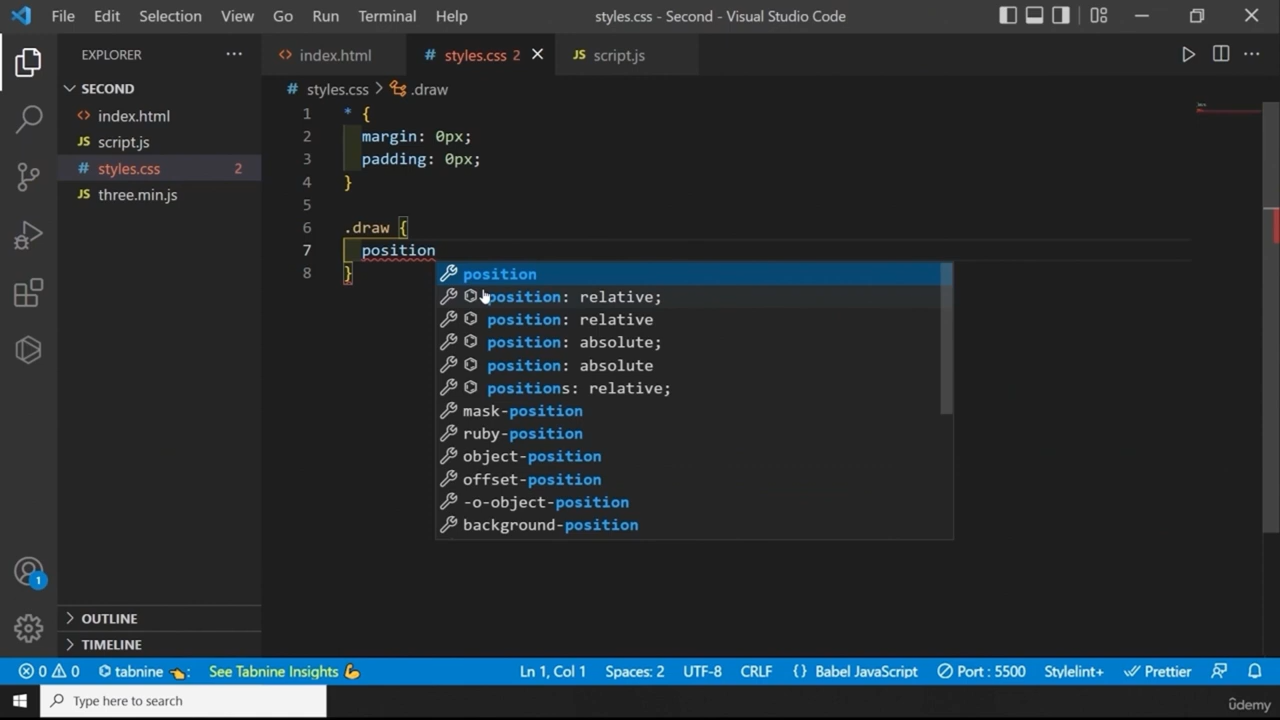 File Edit Selection View Go Run Terminal Help styles.css - Second - Visual Studio Code
EXPLORER ···
index.html # styles.css 2 JS script.js
SECOND
index.html
JS script.js
# styles.css 2
JS three.min.js
# styles.css > .draw
1 * {
2 margin: 0px;
3 padding: 0px;
4 }
5
6 .draw {
7 position
8 }
position
position: relative;
position: relative
position: absolute;
position: absolute
positions: relative;
mask-position
ruby-position
object-position
offset-position
-o-object-position
background-position
1
OUTLINE
TIMELINE
0 0 tabnine 👈: See Tabnine Insights 💪 Ln 1, Col 1 Spaces: 2 UTF-8 CRLF {} Babel JavaScript Port : 5500 Stylelint+ Prettier
Type here to search
ûdemy